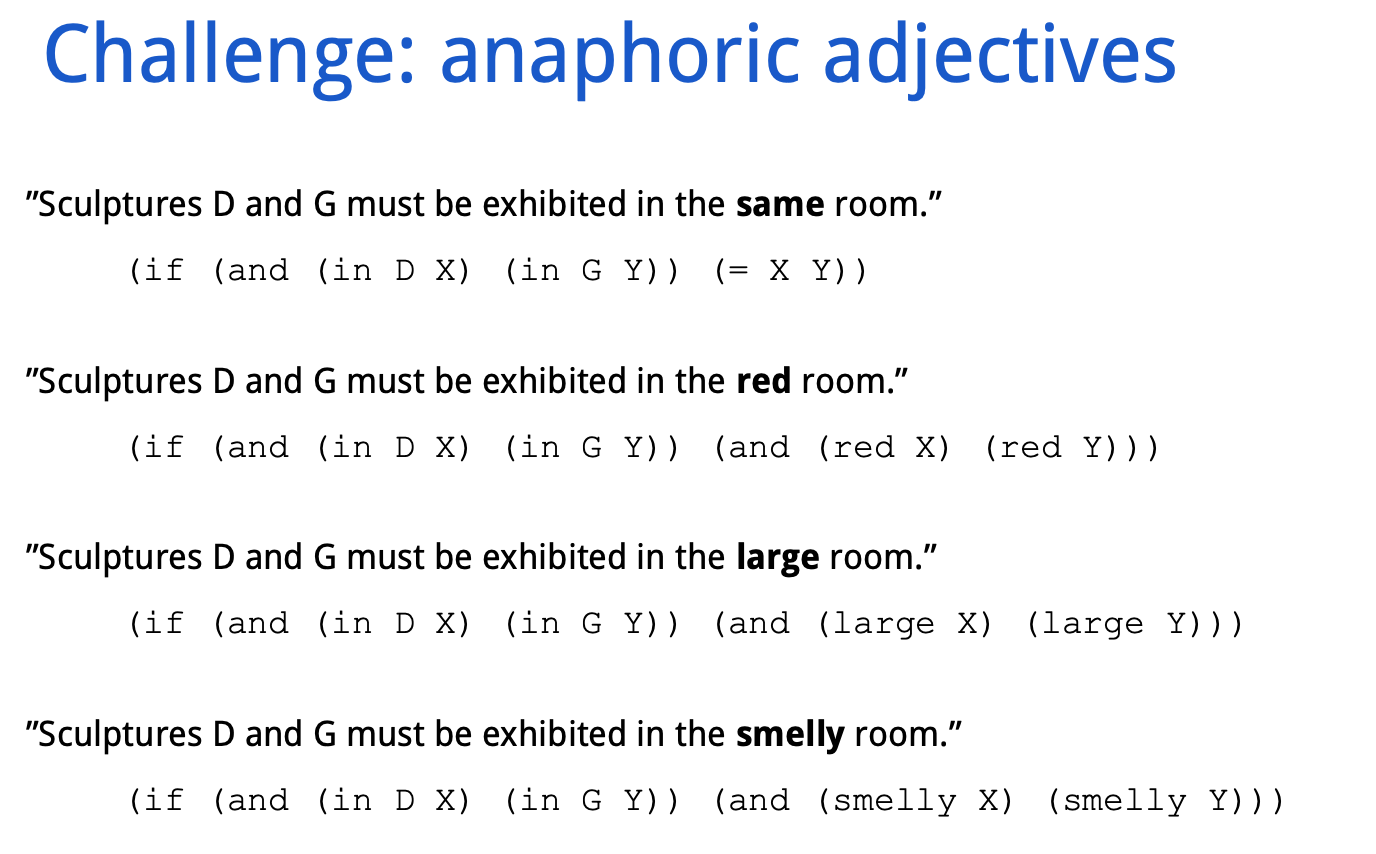 Challenge: anaphoric adjectives
”Sculptures D and G must be exhibited in the same room.”
(if (and (in D X) (in G Y)) (= X Y))
”Sculptures D and G must be exhibited in the red room.”
(if (and (in D X) (in G Y)) (and (red X) (red Y)))
”Sculptures D and G must be exhibited in the large room.”
(if (and (in D X) (in G Y)) (and (large X) (large Y)))
”Sculptures D and G must be exhibited in the smelly room.”
(if (and (in D X) (in G Y)) (and (smelly X) (smelly Y)))